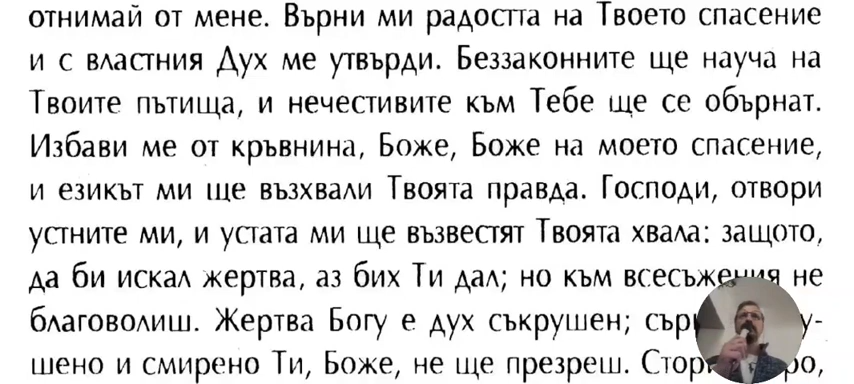 отнимай от мене. Върни ми радостта на Твоето спасение
и с властния Дух ме утвърди. Беззаконните ще науча на
Твоите пътища, и нечестивите към Тебе ще се обърнат.
Избави ме от кръвнина, Боже, Боже на моето спасение,
и езикът ми ще възхвали Твоята правда. Господи, отвори
устните ми, и устата ми ще възвестят Твоята хвала: защото,
да би искал жертва, аз бих Ти дал; но към всесъжения не
благоволиш. Жертва Богу е дух съкрушен;
шено и смирено Ти, Боже, не ще презреш.